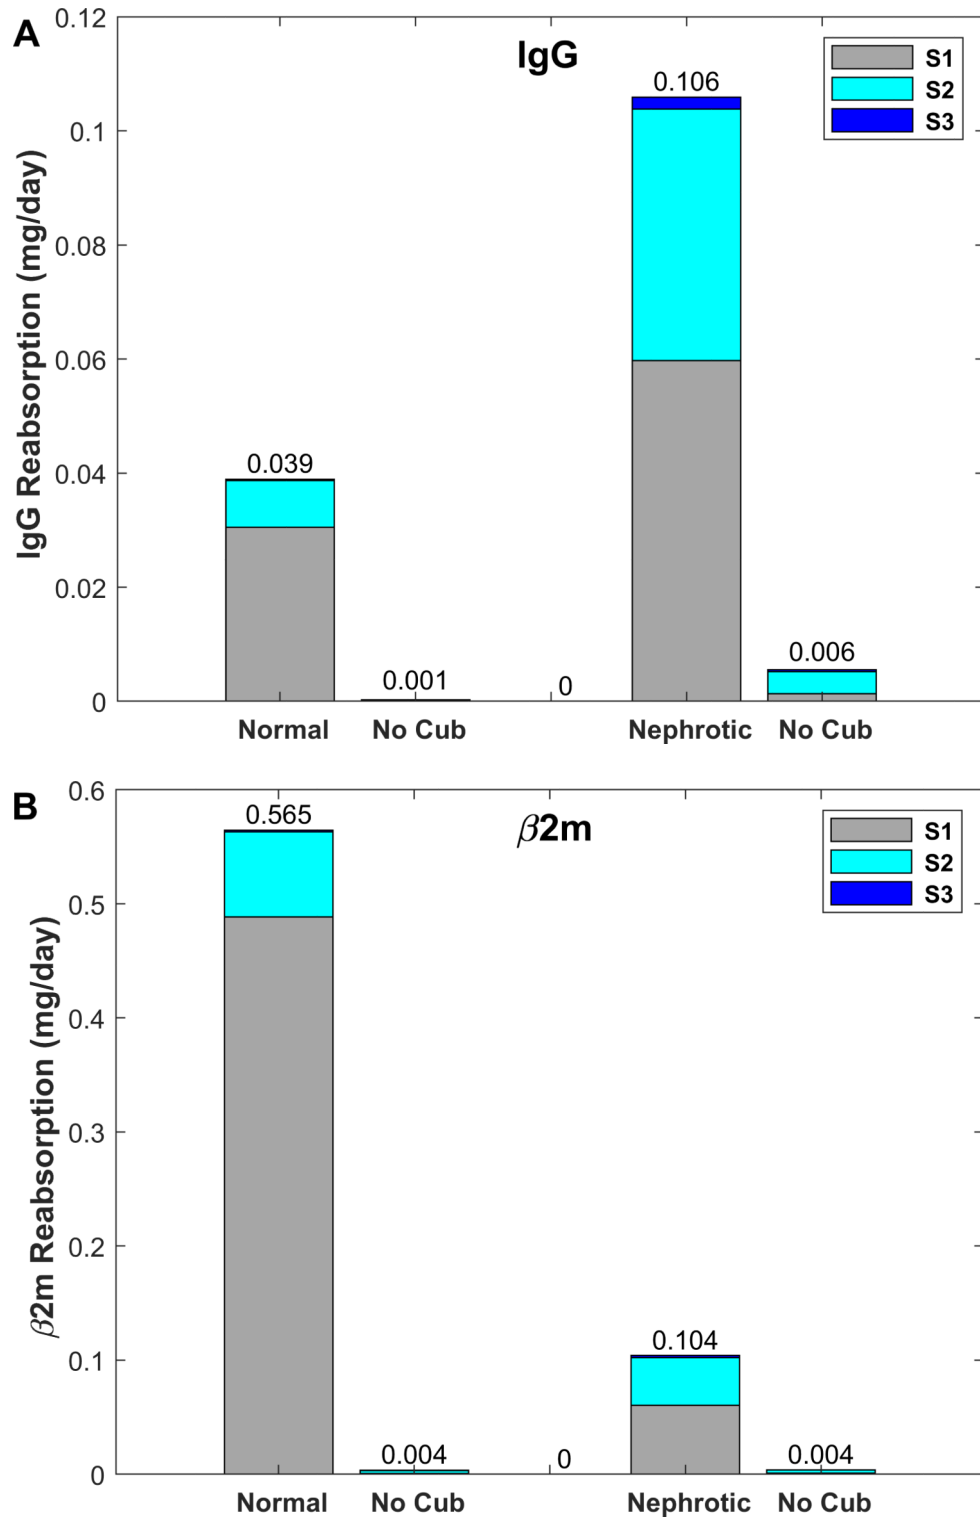 A
IgG
S1
S2
S3
IgG Reabsorption (mg/day)
0.12
0.1
0.08
0.06
0.04
0.02
0
0.039
0.001
0
0.106
0.006
Normal
No Cub
Nephrotic
No Cub
B
β2m
S1
S2
S3
β2m Reabsorption (mg/day)
0.6
0.5
0.4
0.3
0.2
0.1
0
0.565
0.004
0
0.104
0.004
Normal
No Cub
Nephrotic
No Cub